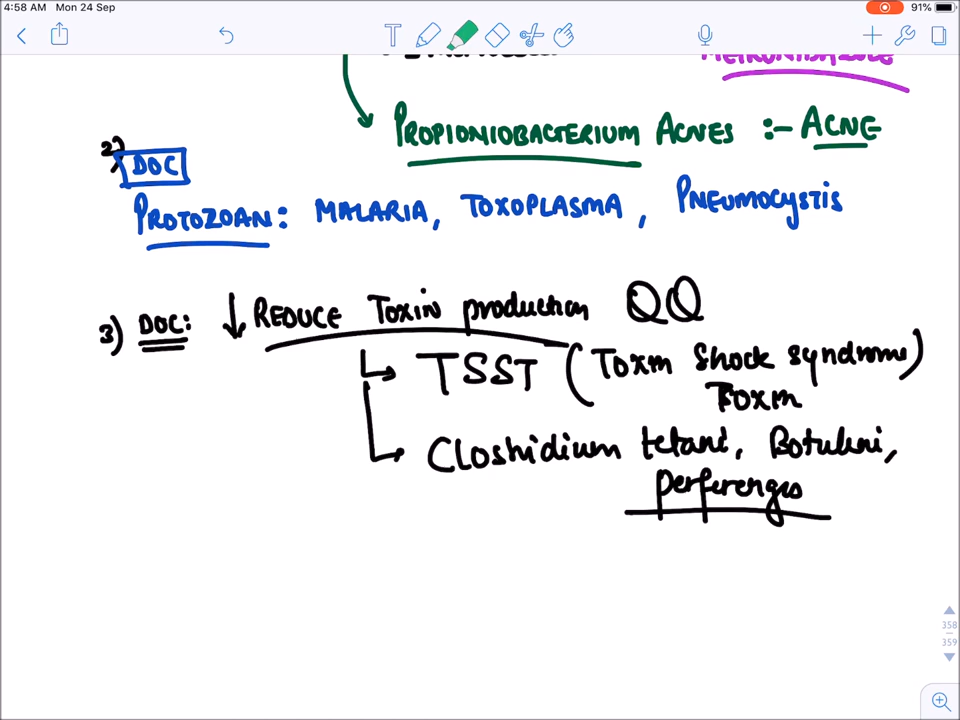 4:58 AM Mon 24 Sep 91%
PROPIONIOBACTERIUM ACNES :- ACNE
2)
DOC
PROTOZOAN: MALARIA, TOXOPLASMA, PNEUMOCYSTIS
3) DOC: ↓ REDUCE Toxin production QQ
TSST (Toxin Shock syndrome)
Toxin
Clostridium tetani, Botulini,
perferenges
358
359